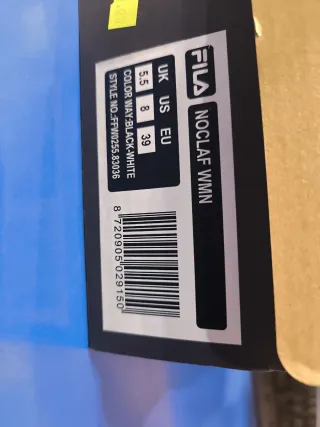 FILA
NOCLAF WMN
UK US EU
5.5 8 39
COLOR WAY:BLACK-WHITE
STYLE NO.:FFW0255.83036
8 720905 029150